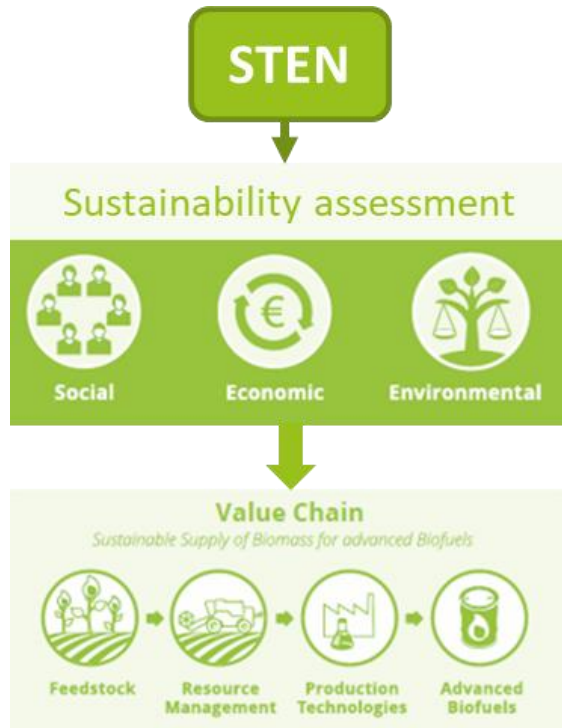 STEN
Sustainability assessment
€
Social Economic Environmental
Value Chain
Sustainable Supply of Biomass for advanced Biofuels
Feedstock Resource Production Advanced
Management Technologies Biofuels